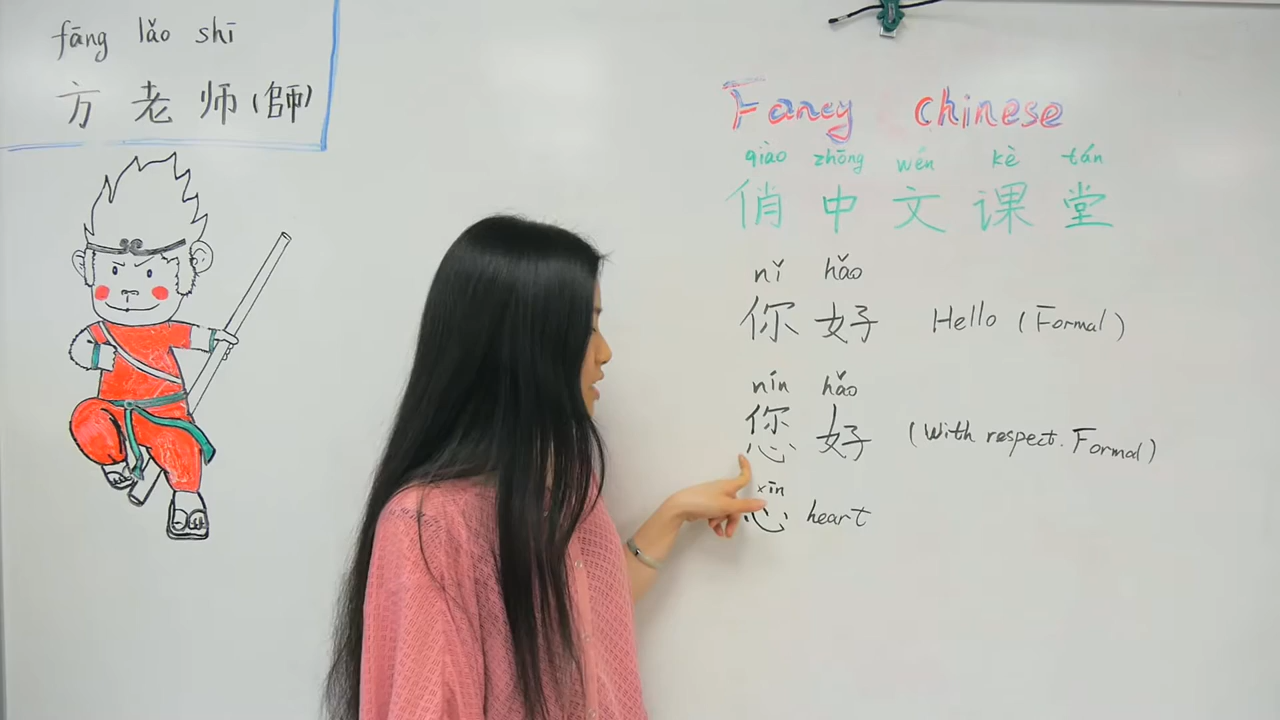 fāng lǎo shī
方 老 师(師)
Fancy chinese
qiào zhōng wén kè tán
俏 中 文 课 堂
nǐ hǎo
你 好 Hello (Formal)
nín hǎo
您 好 (With respect. Formal)
xīn
心 heart